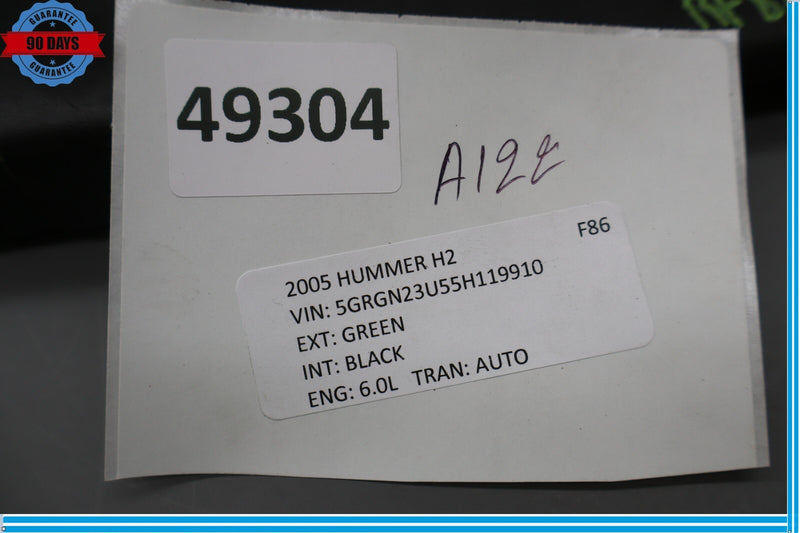 GUARANTEE
90 DAYS
GUARANTEE
49304
A122
F86
2005 HUMMER H2
VIN: 5GRGN23U55H119910
EXT: GREEN
INT: BLACK
ENG: 6.0L TRAN: AUTO